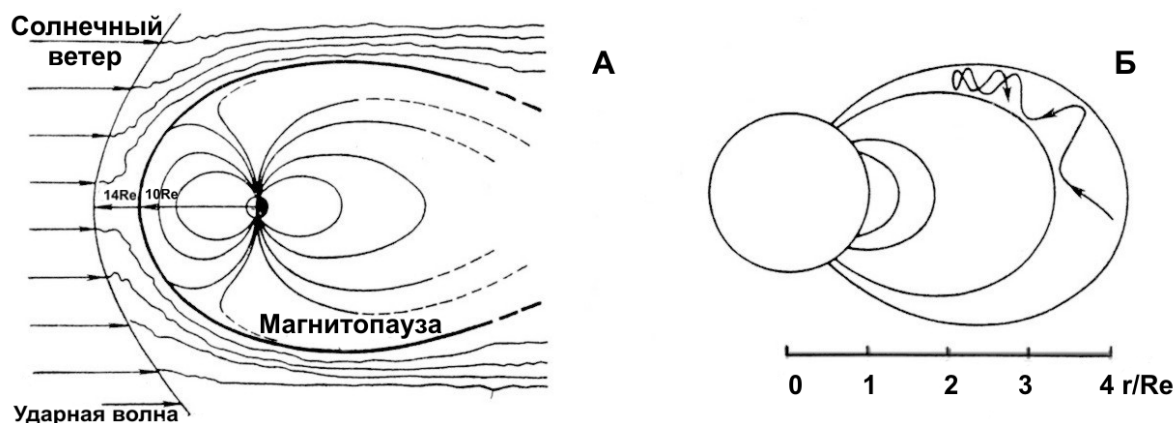 Солнечный
ветер
А
Б
14Re
10Re
Магнитопауза
0 1 2 3 4 r/Re
Ударная волна